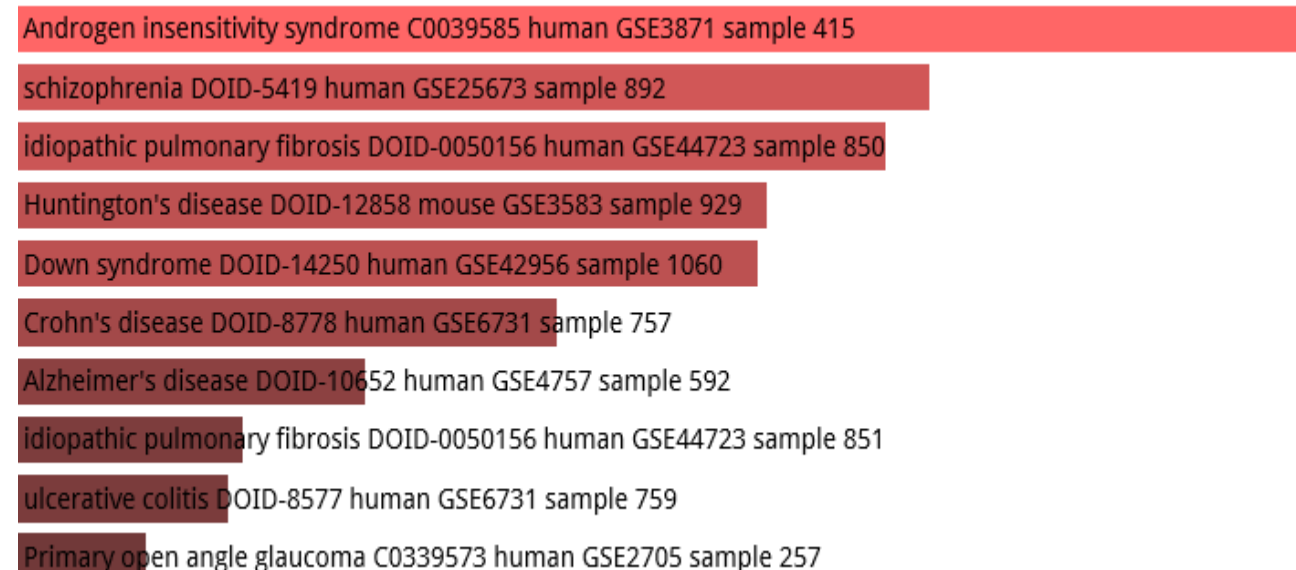 Androgen insensitivity syndrome C0039585 human GSE3871 sample 415
schizophrenia DOID-5419 human GSE25673 sample 892
idiopathic pulmonary fibrosis DOID-0050156 human GSE44723 sample 850
Huntington's disease DOID-12858 mouse GSE3583 sample 929
Down syndrome DOID-14250 human GSE42956 sample 1060
Crohn's disease DOID-8778 human GSE6731 sample 757
Alzheimer's disease DOID-10652 human GSE4757 sample 592
idiopathic pulmonary fibrosis DOID-0050156 human GSE44723 sample 851
ulcerative colitis DOID-8577 human GSE6731 sample 759
Primary open angle glaucoma C0339573 human GSE2705 sample 257